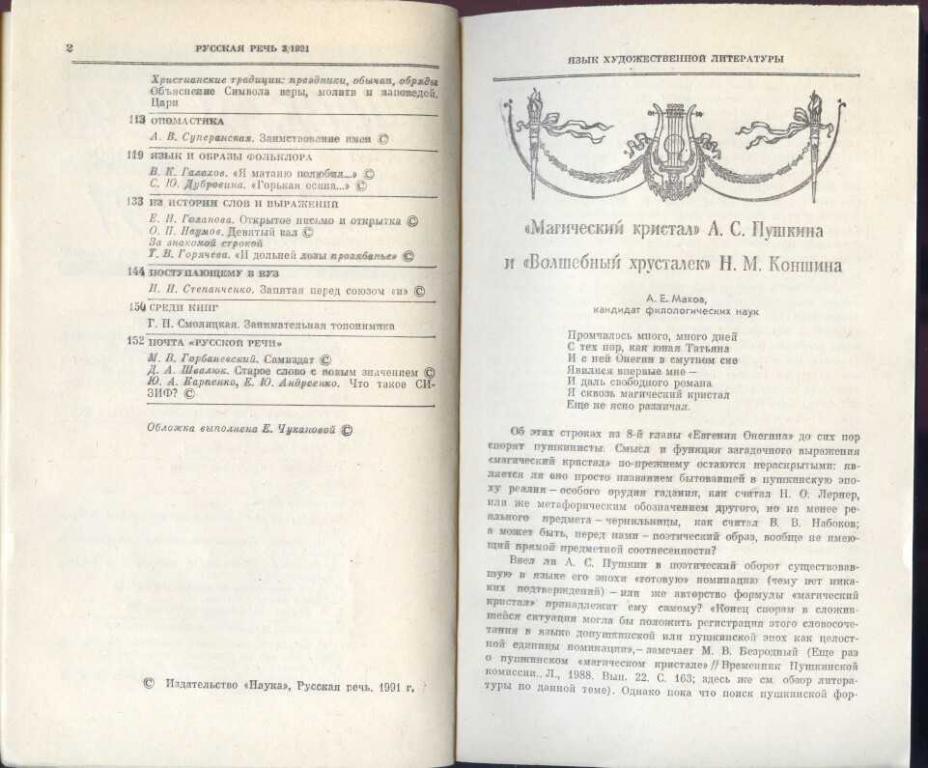 2
РУССКАЯ РЕЧЬ 3/1991
Христианские традиции: праздники, обычаи, обряды
Объяснение Символа веры, молитв и заповедей.
Цари
113 ОНОМАСТИКА
А. В. Суперанская. Заимствование имен ©
119 ЯЗЫК И ОБРАЗЫ ФОЛЬКЛОРА
В. К. Галахов. «Я матаню полюбил...» ©
С. Ю. Дубровина. «Горькая осина...» ©
133 ИЗ ИСТОРИИ СЛОВ И ВЫРАЖЕНИЙ
Е. И. Голанова. Открытое письмо и открытка ©
О. П. Наумов. Девятый вал ©
За знакомой строкой
Т. В. Горячева. «И дольней лозы прозябанье» ©
144 ПОСТУПАЮЩЕМУ В ВУЗ
И. И. Степанченко. Запятая перед союзом «и» ©
150 СРЕДИ КНИГ
Г. П. Смолицкая. Занимательная топонимика
152 ПОЧТА «РУССКОЙ РЕЧИ»
М. В. Горбаневский. Самиздат ©
Д. А. Швалюк. Старое слово с новым значением ©
Ю. А. Карпенко, Е. Ю. Андреенко. Что такое СИ-
ЗИФ? ©
Обложка выполнена Е. Чукановой ©
© Издательство «Наука», Русская речь, 1991 г.
ЯЗЫК ХУДОЖЕСТВЕННОЙ ЛИТЕРАТУРЫ
«Магический кристал» А. С. Пушкина
и «Волшебный хрусталек» Н. М. Коншина
А. Е. Махов,
кандидат филологических наук
Промчалось много, много дней
С тех пор, как юная Татьяна
И с ней Онегин в смутном сне
Явилися впервые мне —
И даль свободного романа
Я сквозь магический кристал
Еще не ясно различал.
Об этих строках из 8-й главы «Евгения Онегина» до сих пор
спорят пушкинисты. Смысл и функция загадочного выражения
«магический кристал» по-прежнему остаются нераскрытыми: яв-
ляется ли оно просто названием бытовавшей в пушкинскую эпо-
ху реалии — особого орудия гадания, как считал Н. О. Лернер,
или же метафорическим обозначением другого, но не менее ре-
ального предмета — чернильницы, как считал В. В. Набоков;
а может быть, перед нами — поэтический образ, вообще не имею-
щий прямой предметной соотнесенности?
Ввел ли А. С. Пушкин в поэтический оборот существовав-
шую в языке его эпохи «готовую» номинацию (чему нет ника-
ких подтверждений) — или же авторство формулы «магический
кристал» принадлежит ему самому? «Конец спорам в сложив-
шейся ситуации могла бы положить регистрация этого словосоче-
тания в языке допушкинской или пушкинской эпох как целост-
ной единицы номинации», — замечает М. В. Безродный (Еще раз
о пушкинском «магическом кристале» // Временник Пушкинской
комиссии. Л., 1988. Вып. 22. С. 163; здесь же см. обзор литера-
туры по данной теме). Однако пока что поиск пушкинской фор-